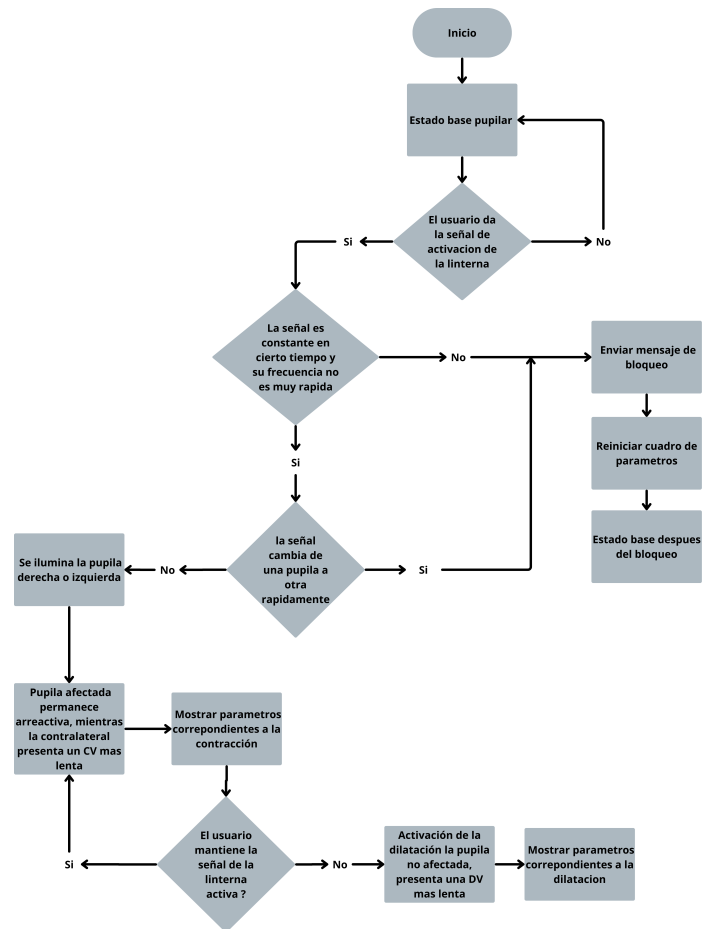 Inicio
Estado base pupilar
El usuario da
la señal de
activacion de
la linterna
Si
No
La señal es
constante en
cierto tiempo y
su frecuencia no
es muy rapida
No
Enviar mensaje de
bloqueo
Si
Reiniciar cuadro de
parametros
Estado base despues
del bloqueo
la señal
cambia de
una pupila a
otra
rapidamente
No
Si
Se ilumina la pupila
derecha o izquierda
Pupila afectada
permanece
arreactiva, mientras
la contralateral
presenta un CV mas
lenta
Mostrar parametros
correpondientes a la
contracción
El usuario
mantiene la
señal de la
linterna
activa ?
Si
No
Activación de la
dilatación la pupila
no afectada,
presenta una DV
mas lenta
Mostrar parametros
correpondientes a la
dilatacion